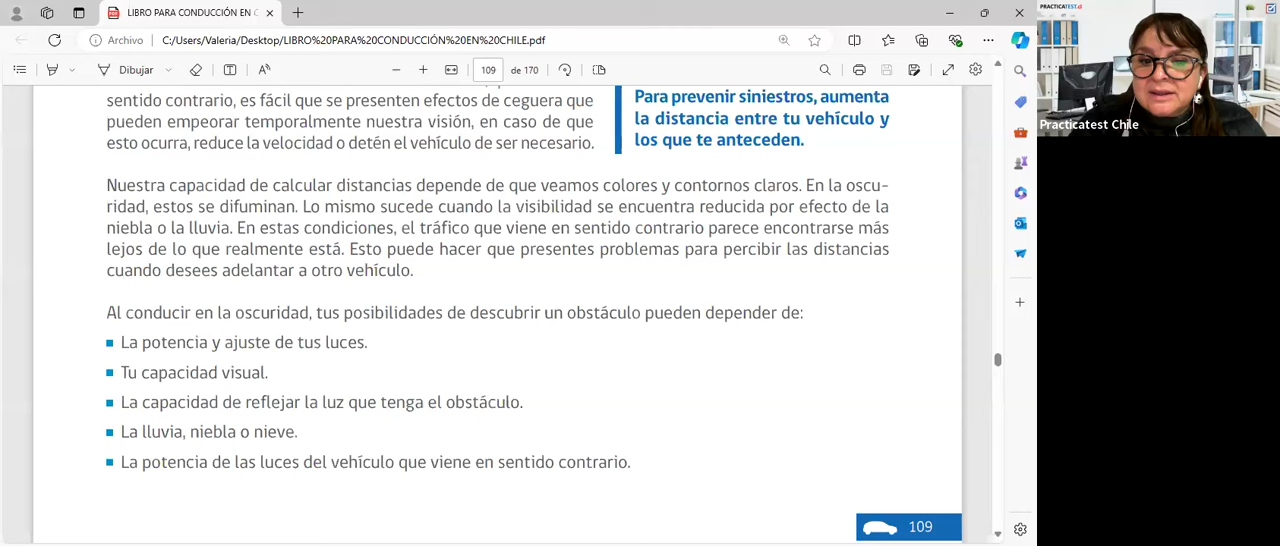 LIBRO PARA CONDUCCIÓN EN C
Archivo
C:/Users/Valeria/Desktop/LIBRO%20PARA%20CONDUCCIÓN%20EN%20CHILE.pdf
Dibujar
109 de 170
sentido contrario, es fácil que se presenten efectos de ceguera que
pueden empeorar temporalmente nuestra visión, en caso de que
esto ocurra, reduce la velocidad o detén el vehículo de ser necesario.
Para prevenir siniestros, aumenta
la distancia entre tu vehículo y
los que te anteceden.
Nuestra capacidad de calcular distancias depende de que veamos colores y contornos claros. En la oscu-
ridad, estos se difuminan. Lo mismo sucede cuando la visibilidad se encuentra reducida por efecto de la
niebla o la lluvia. En estas condiciones, el tráfico que viene en sentido contrario parece encontrarse más
lejos de lo que realmente está. Esto puede hacer que presentes problemas para percibir las distancias
cuando desees adelantar a otro vehículo.
Al conducir en la oscuridad, tus posibilidades de descubrir un obstáculo pueden depender de:
La potencia y ajuste de tus luces.
Tu capacidad visual.
La capacidad de reflejar la luz que tenga el obstáculo.
La lluvia, niebla o nieve.
La potencia de las luces del vehículo que viene en sentido contrario.
109
PRACTICATEST.cl
Practicatest Chile